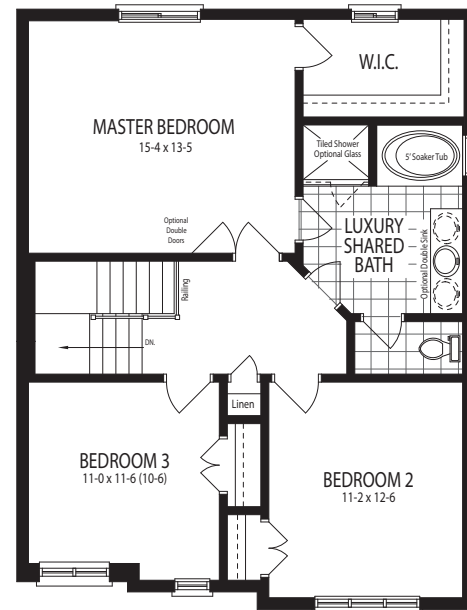 W.I.C.
MASTER BEDROOM
15-4 x 13-5
Tiled Shower
Optional Glass
5' Soaker Tub
Optional
Double
Doors
LUXURY
SHARED
BATH
Optional Double Sink
Railing
DN.
Linen
BEDROOM 3
11-0 x 11-6 (10-6)
BEDROOM 2
11-2 x 12-6